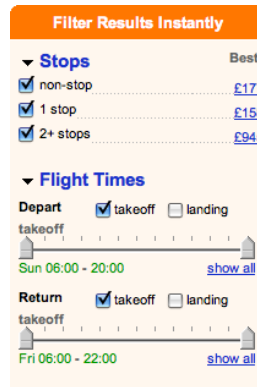 Filter Results Instantly
Stops Best
non-stop £17
1 stop £15
2+ stops £94
Flight Times
Depart takeoff landing
takeoff
Sun 06:00 - 20:00 show all
Return takeoff landing
takeoff
Fri 06:00 - 22:00 show all